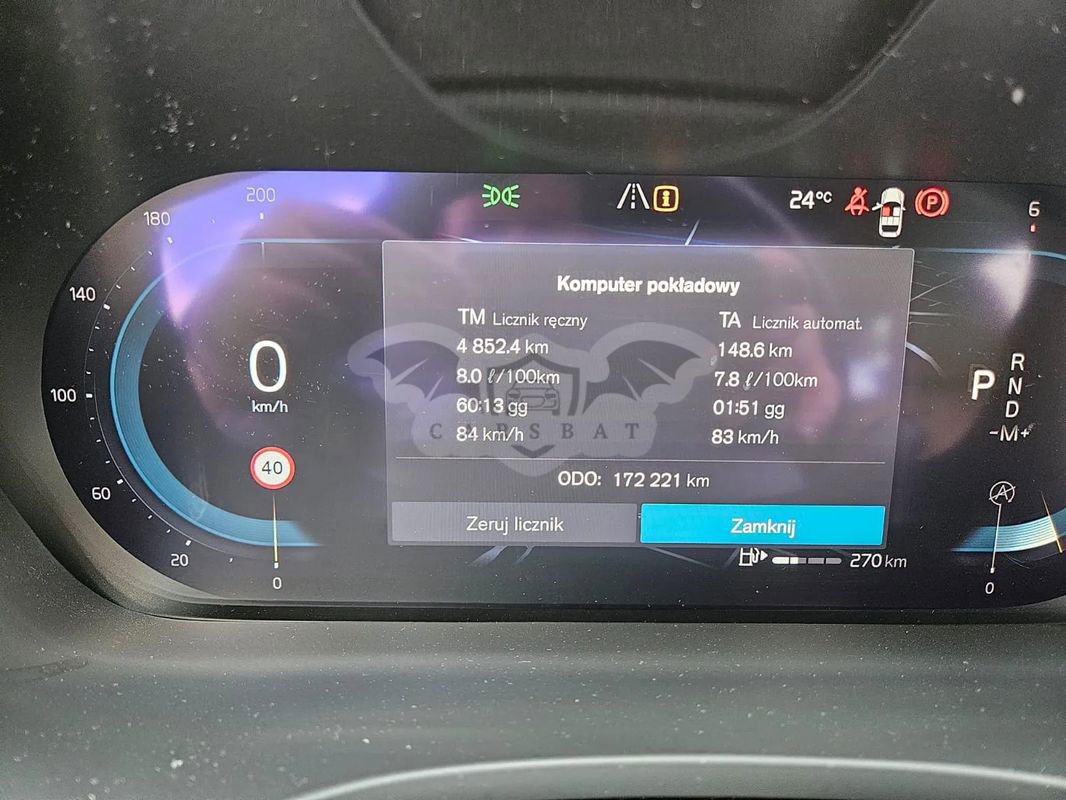 200
180
140
100
60
20
0
24°C
P
6
Komputer pokładowy
TM Licznik ręczny
4 852.4 km
8.0 ℓ/100km
60:13 gg
84 km/h
TA Licznik automat.
148.6 km
7.8 ℓ/100km
01:51 gg
83 km/h
ODO: 172 221 km
Zeruj licznik
Zamknij
0
km/h
40
P
R
N
D
-M+
A
270 km
0
CARSBAT